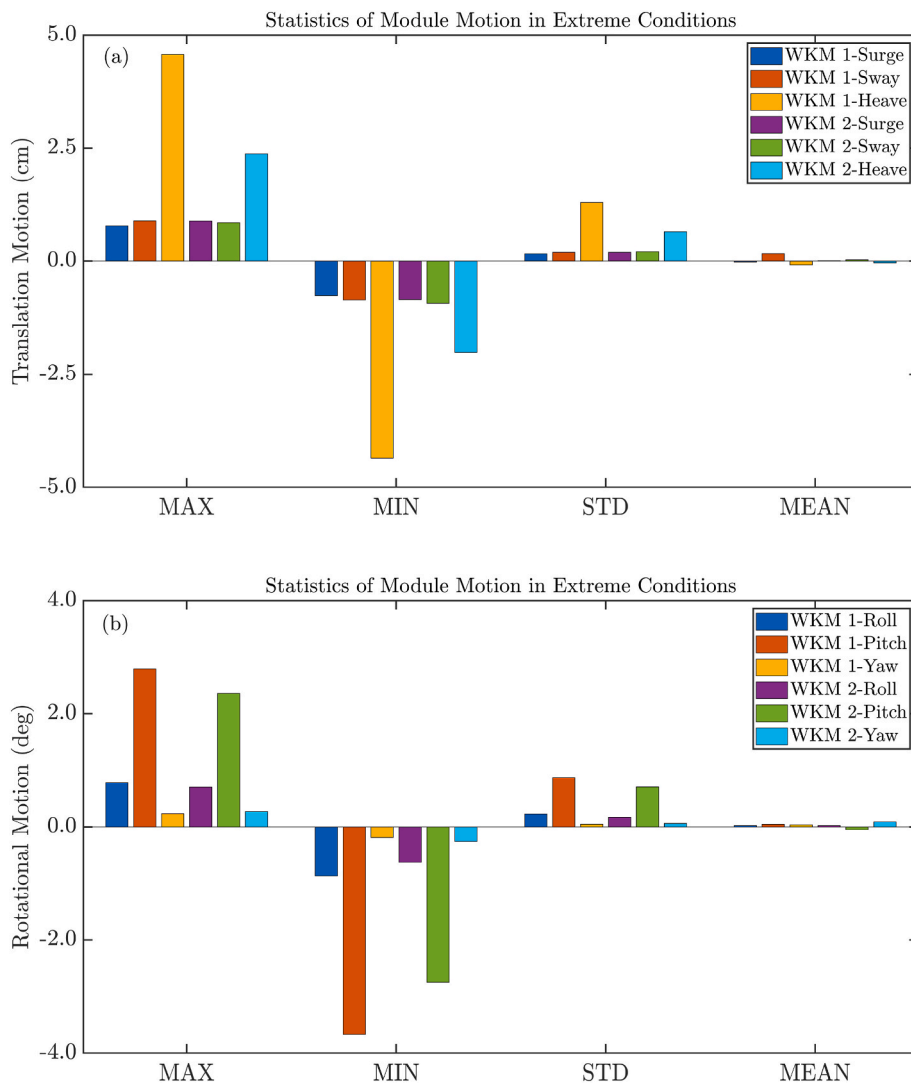 Statistics of Module Motion in Extreme Conditions
5.0
(a)
WKM 1-Surge
WKM 1-Sway
WKM 1-Heave
WKM 2-Surge
WKM 2-Sway
WKM 2-Heave
2.5
0.0
-2.5
-5.0
Translation Motion (cm)
MAX MIN STD MEAN
Statistics of Module Motion in Extreme Conditions
4.0
(b)
WKM 1-Roll
WKM 1-Pitch
WKM 1-Yaw
WKM 2-Roll
WKM 2-Pitch
WKM 2-Yaw
2.0
0.0
-2.0
-4.0
Rotational Motion (deg)
MAX MIN STD MEAN